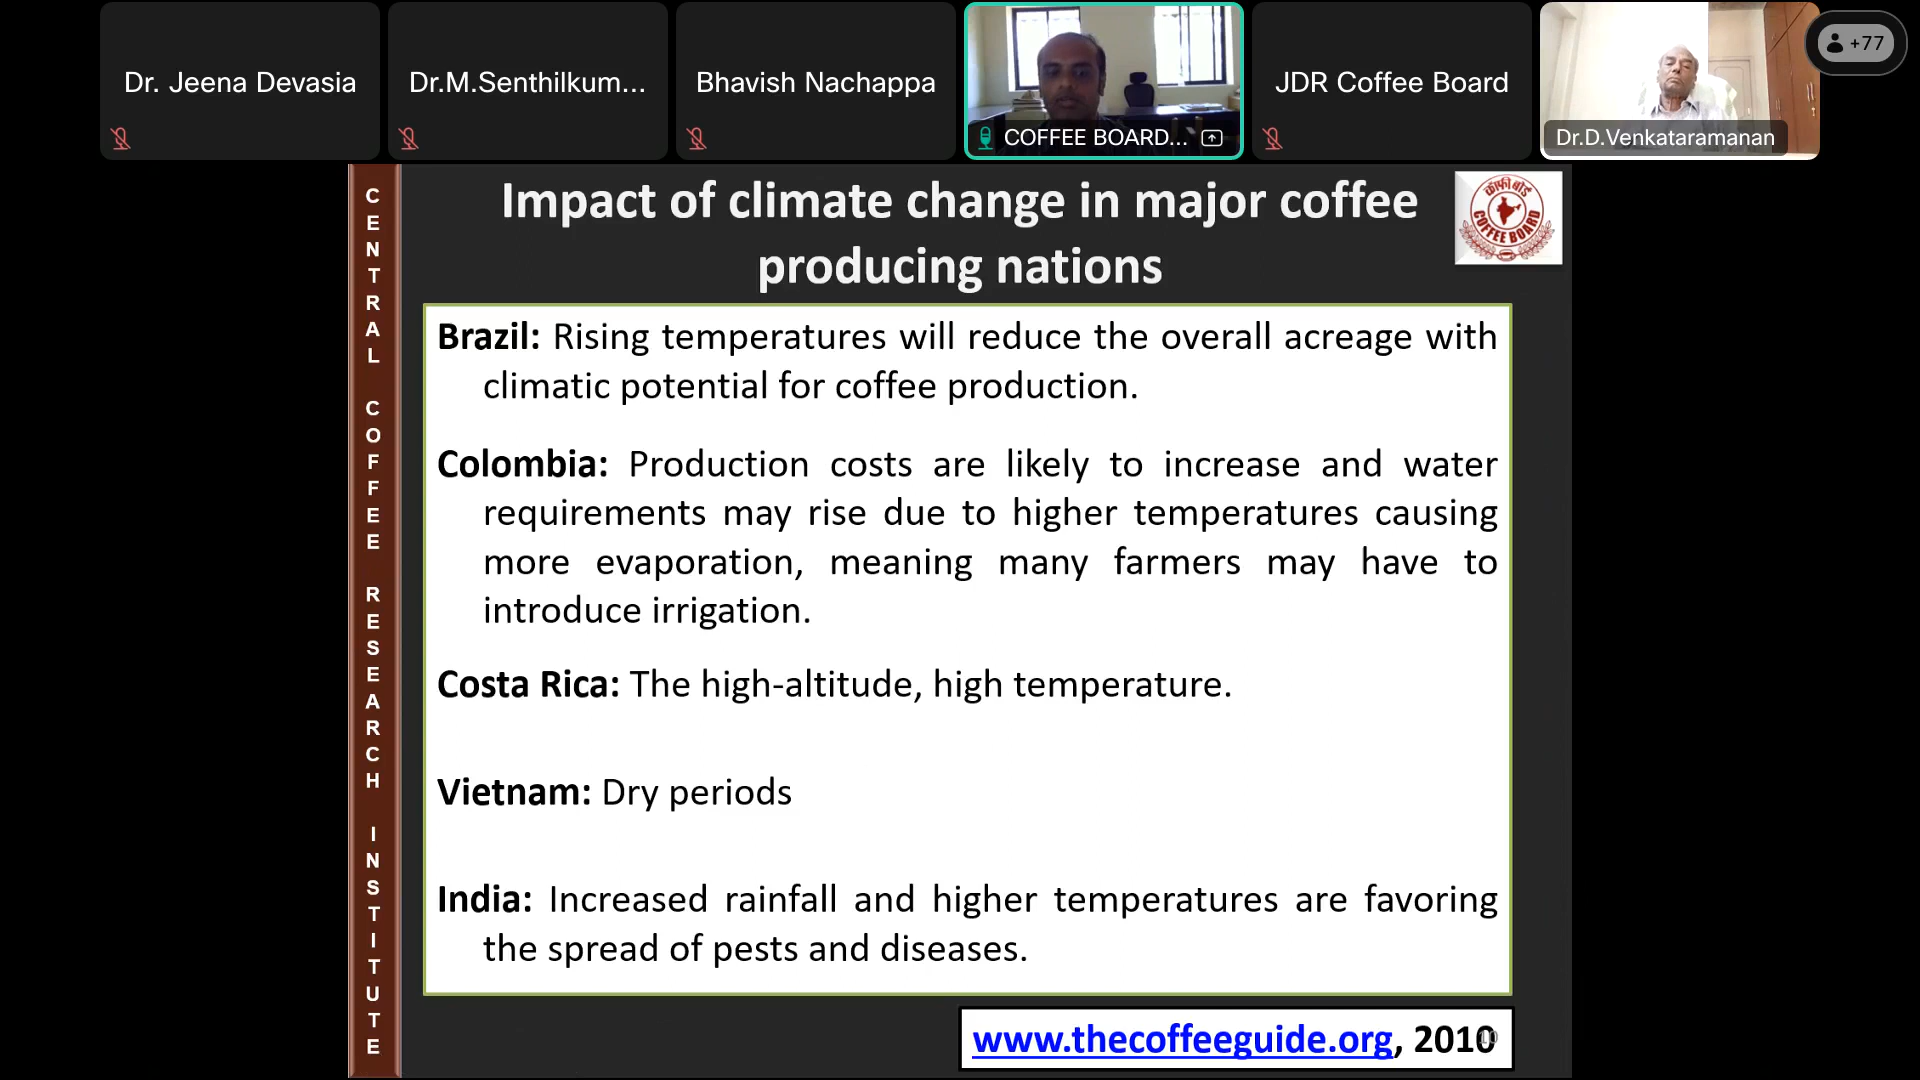 Dr. Jeena Devasia
Dr.M.Senthilkum...
Bhavish Nachappa
COFFEE BOARD...
JDR Coffee Board
Dr.D.Venkataramanan
+77
CENTRAL COFFEE RESEARCH INSTITUTE
Impact of climate change in major coffee
producing nations
कॉफी बोर्ड
COFFEE BOARD
Brazil: Rising temperatures will reduce the overall acreage with
climatic potential for coffee production.
Colombia: Production costs are likely to increase and water
requirements may rise due to higher temperatures causing
more evaporation, meaning many farmers may have to
introduce irrigation.
Costa Rica: The high-altitude, high temperature.
Vietnam: Dry periods
India: Increased rainfall and higher temperatures are favoring
the spread of pests and diseases.
www.thecoffeeguide.org, 2010
10